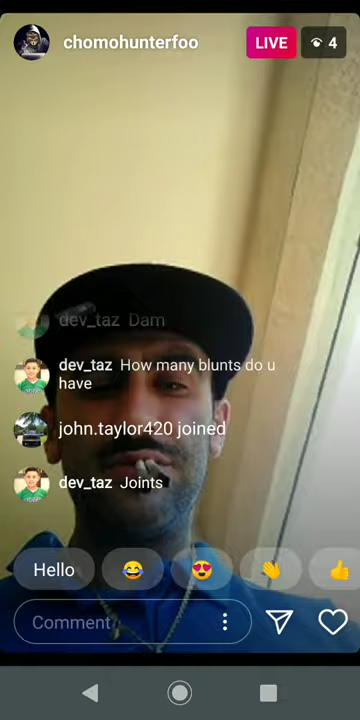 chomohunterfoo
LIVE
4
dev_taz Dam
dev_taz How many blunts do u
have
john.taylor420 joined
dev_taz Joints
Hello
Comment